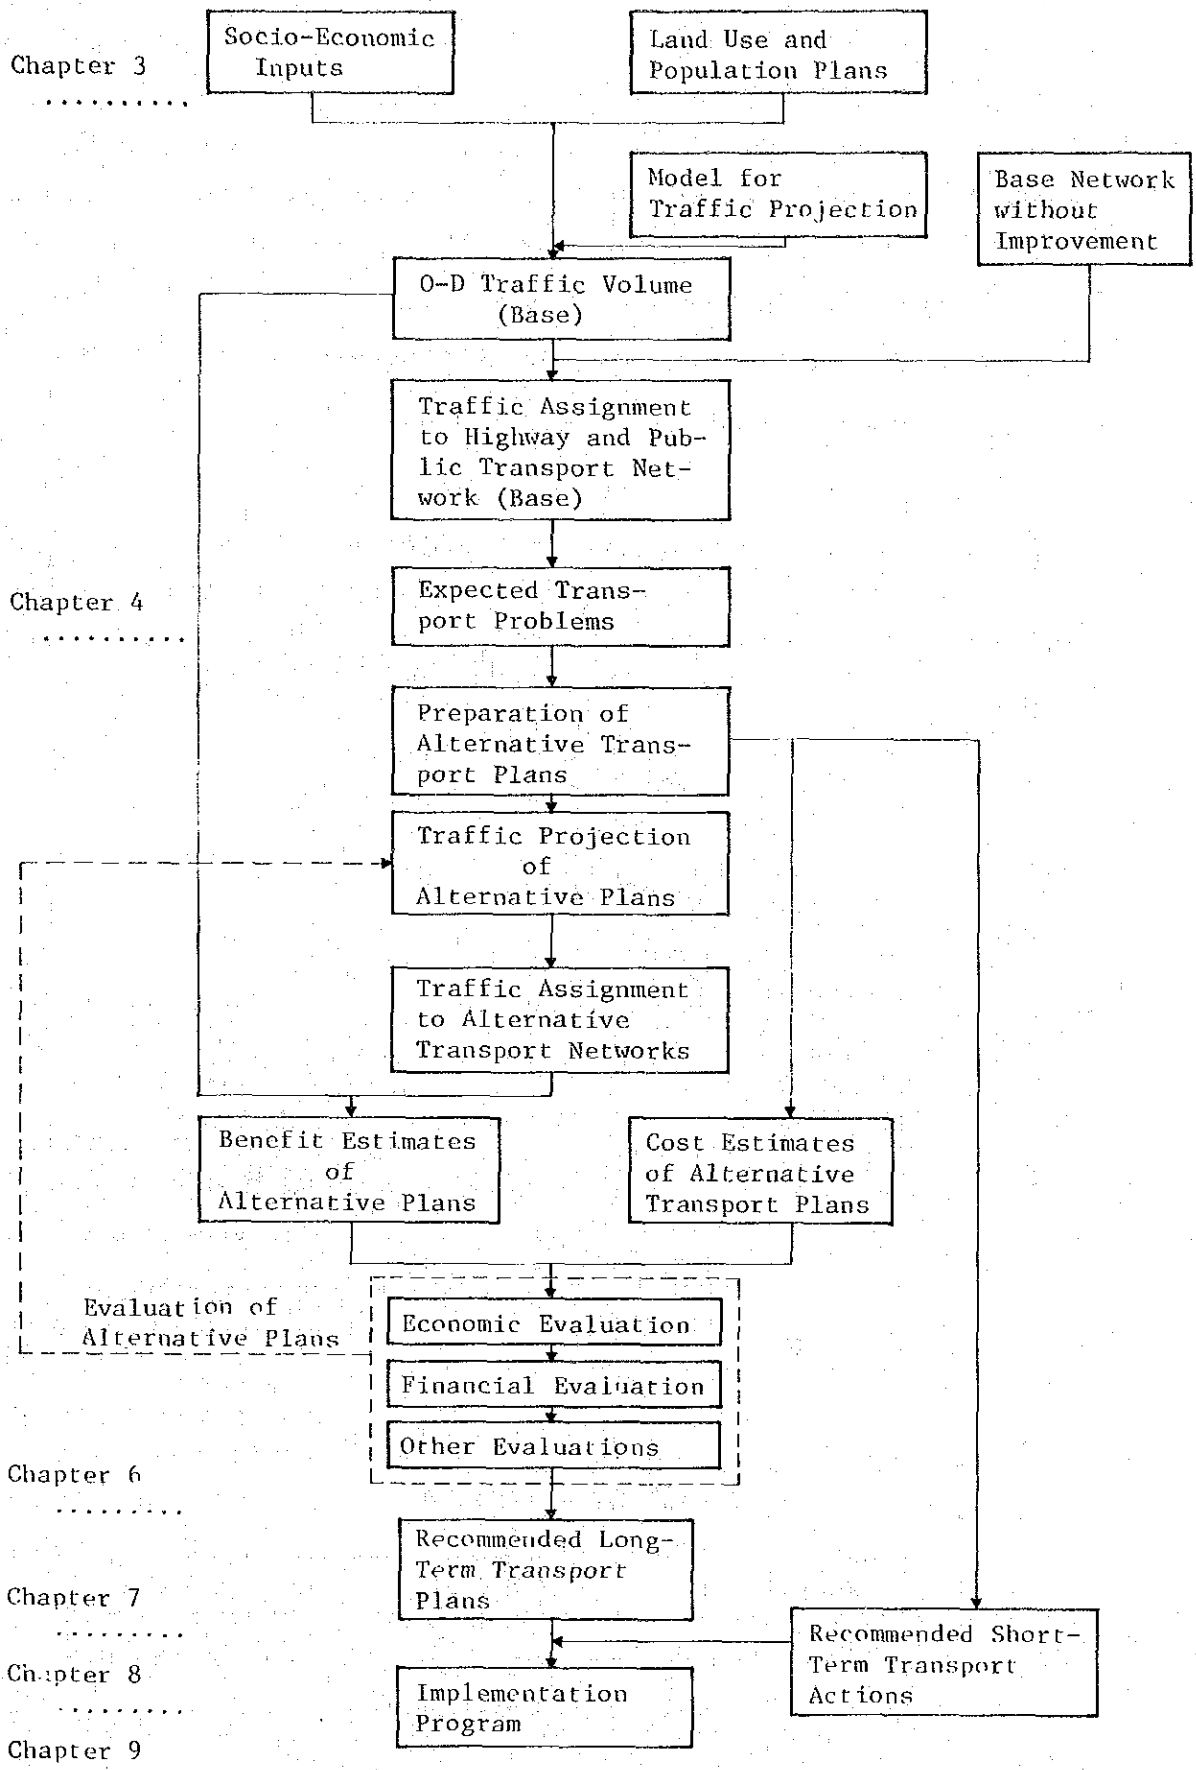 Socio-Economic
Inputs
Land Use and
Population Plans
Chapter 3
..........
Model for
Traffic Projection
Base Network
without
Improvement
O-D Traffic Volume
(Base)
Traffic Assignment
to Highway and Pub-
lic Transport Net-
work (Base)
Chapter 4
..........
Expected Trans-
port Problems
Preparation of
Alternative Trans-
port Plans
Traffic Projection
of
Alternative Plans
Traffic Assignment
to Alternative
Transport Networks
Benefit Estimates
of
Alternative Plans
Cost Estimates
of Alternative
Transport Plans
Evaluation of
Alternative Plans
Economic Evaluation
Financial Evaluation
Other Evaluations
Chapter 6
.........
Recommended Long-
Term Transport
Plans
Chapter 7
.........
Recommended Short-
Term Transport
Actions
Chapter 8
.........
Implementation
Program
Chapter 9